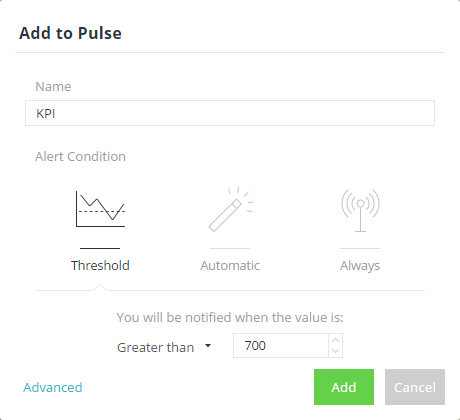 Add to Pulse
Name
KPI
Alert Condition
Threshold Automatic Always
You will be notified when the value is:
Greater than 700
Advanced Add Cancel